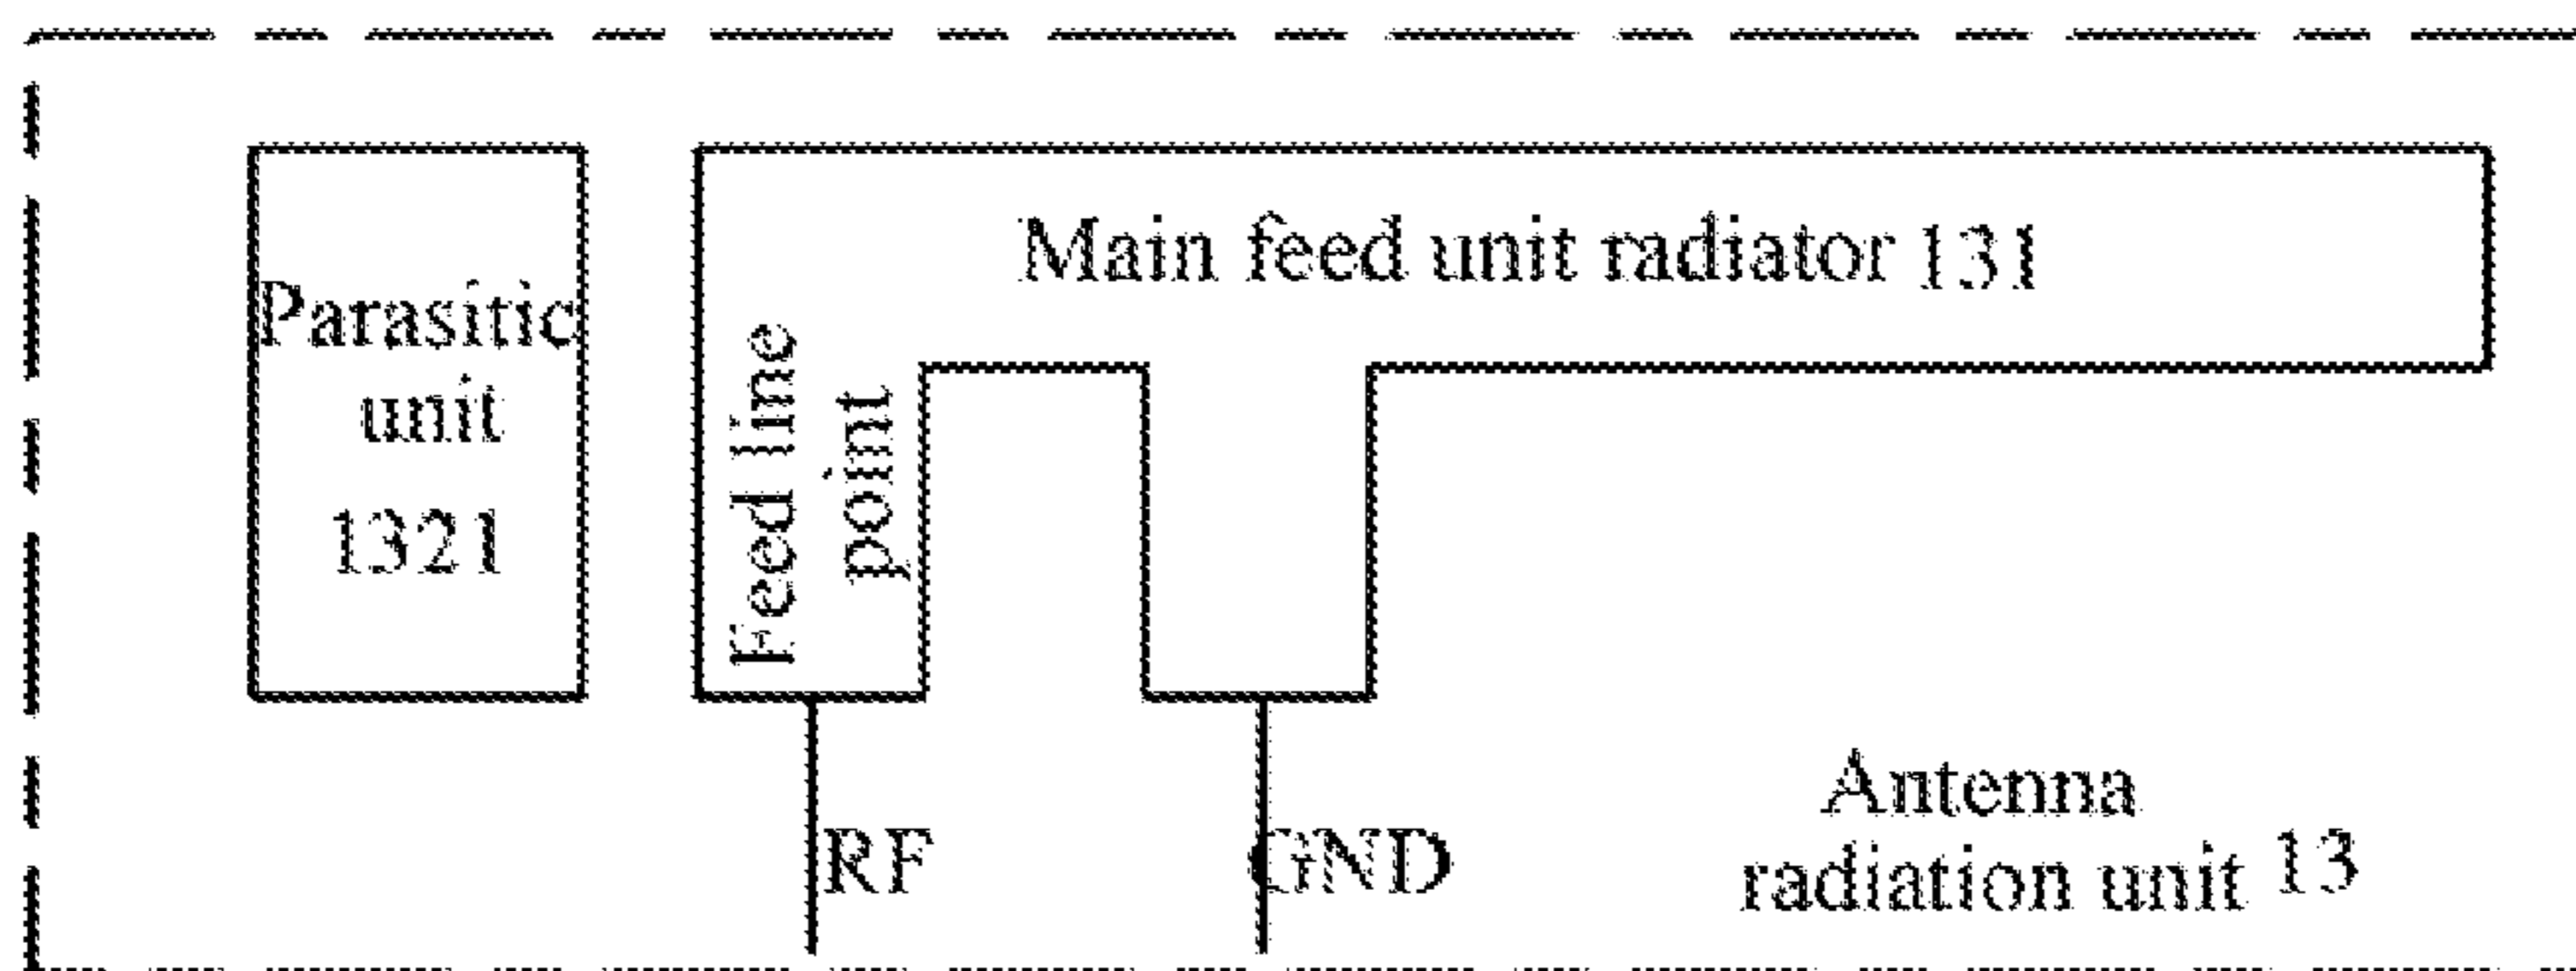 Main feed unit radiator 131
Parasitic
unit
1321
Feed line
point
RF
GND
Antenna
radiation unit 13